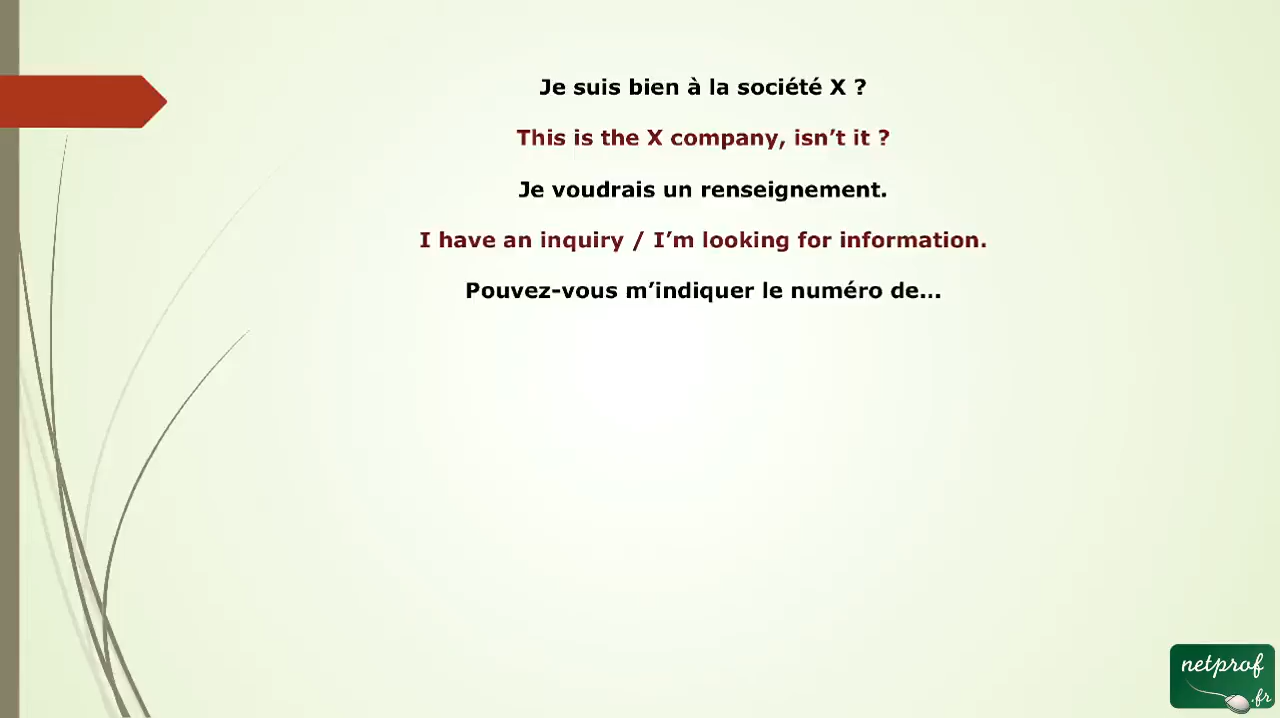 Je suis bien à la société X ?
This is the X company, isn’t it ?
Je voudrais un renseignement.
I have an inquiry / I’m looking for information.
Pouvez-vous m’indiquer le numéro de...
netprof
.fr